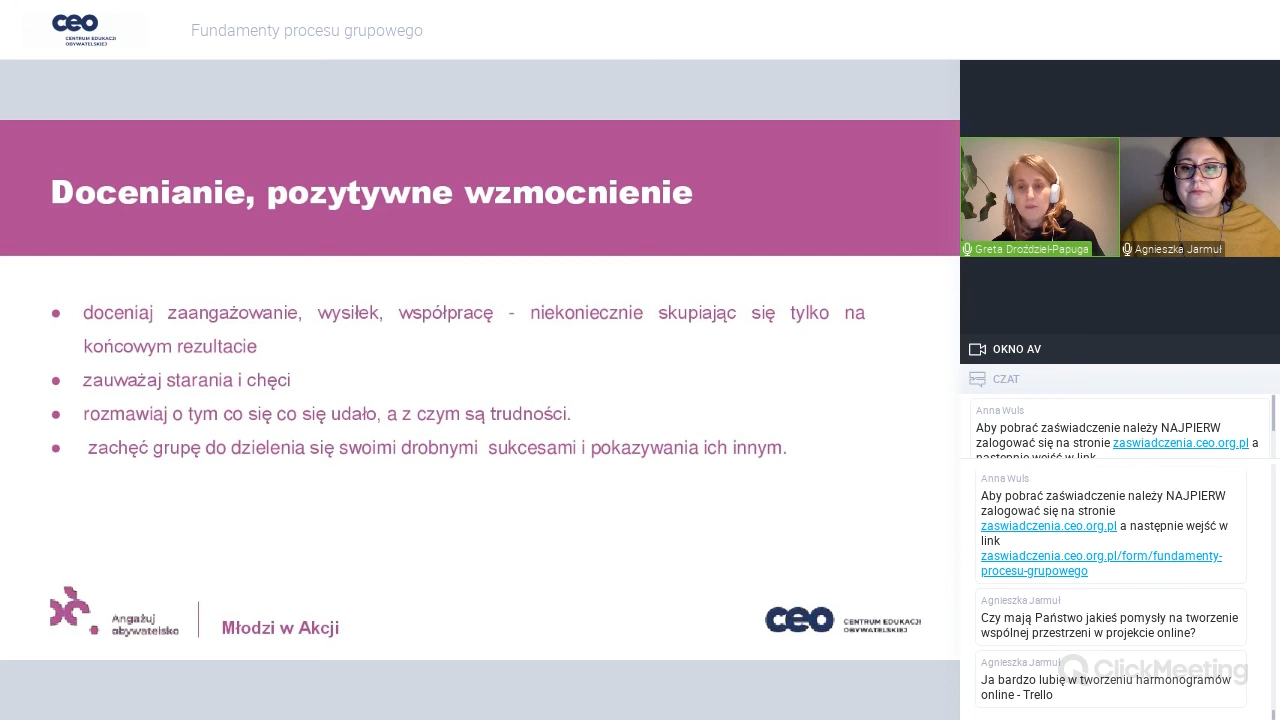 ceo
CENTRUM EDUKACJI
OBYWATELSKIEJ
Fundamenty procesu grupowego
Docenianie, pozytywne wzmocnienie
● doceniaj zaangażowanie, wysiłek, współpracę - niekoniecznie skupiając się tylko na
końcowym rezultacie
● zauważaj starania i chęci
● rozmawiaj o tym co się co się udało, a z czym są trudności.
● zachęć grupę do dzielenia się swoimi drobnymi sukcesami i pokazywania ich innym.
Angażuj
obywatelsko
Młodzi w Akcji
ceo
CENTRUM EDUKACJI
OBYWATELSKIEJ
Greta Droździel-Papuga
Agnieszka Jarmuł
OKNO AV
CZAT
Anna Wuls
Aby pobrać zaświadczenie należy NAJPIERW
zalogować się na stronie zaswiadczenia.ceo.org.pl a
następnie wejść w link
Anna Wuls
Aby pobrać zaświadczenie należy NAJPIERW
zalogować się na stronie
zaswiadczenia.ceo.org.pl a następnie wejść w
link
zaswiadczenia.ceo.org.pl/form/fundamenty-
procesu-grupowego
Agnieszka Jarmuł
Czy mają Państwo jakieś pomysły na tworzenie
wspólnej przestrzeni w projekcie online?
Agnieszka Jarmuł
ClickMeeting
Ja bardzo lubię w tworzeniu harmonogramów
online - Trello